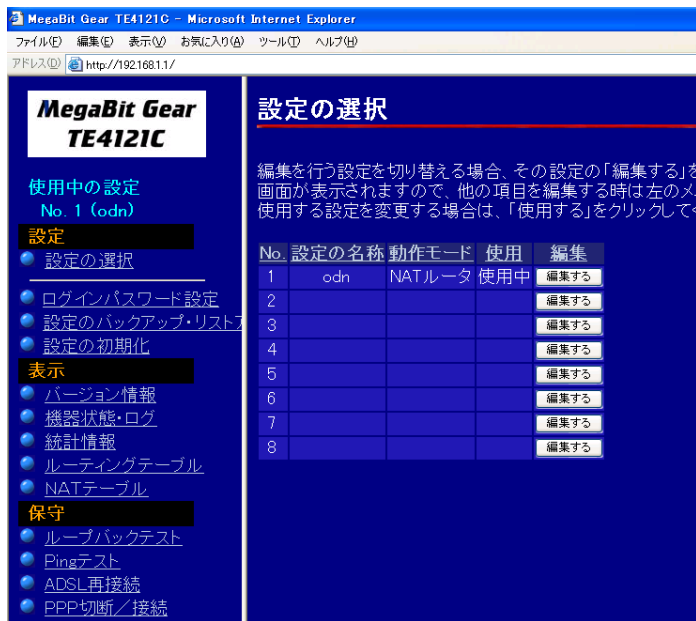 MegaBit Gear TE4121C - Microsoft Internet Explorer
ファイル(F) 編集(E) 表示(V) お気に入り(A) ツール(T) ヘルプ(H)
アドレス(D) http://192.168.1.1/
MegaBit Gear
TE4121C
使用中の設定
No. 1 (odn)
設定
設定の選択
ログインパスワード設定
設定のバックアップ・リストア
設定の初期化
表示
バージョン情報
機器状態・ログ
統計情報
ルーティングテーブル
NATテーブル
保守
ループバックテスト
Pingテスト
ADSL再接続
PPP切断／接続
設定の選択
編集を行う設定を切り替える場合、その設定の「編集する」を
画面が表示されますので、他の項目を編集する時は左のメ
使用する設定を変更する場合は、「使用する」をクリックして
No. 設定の名称 動作モード 使用 編集
1 odn NATルータ 使用中 編集する
2 編集する
3 編集する
4 編集する
5 編集する
6 編集する
7 編集する
8 編集する